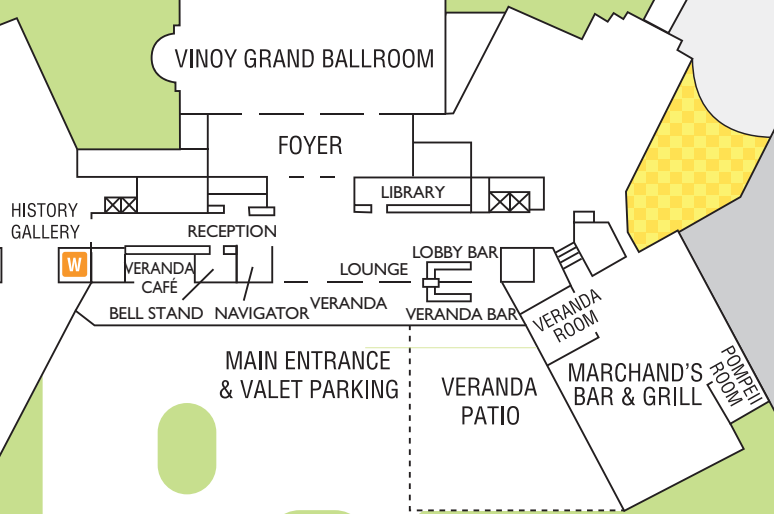 VINOY GRAND BALLROOM
FOYER
LIBRARY
HISTORY
GALLERY
RECEPTION
W
VERANDA
CAFÉ
LOBBY BAR
LOUNGE
VERANDA
BELL STAND
NAVIGATOR
VERANDA BAR
VERANDA
ROOM
MAIN ENTRANCE
& VALET PARKING
VERANDA
PATIO
MARCHAND'S
BAR & GRILL
POMPEII
ROOM